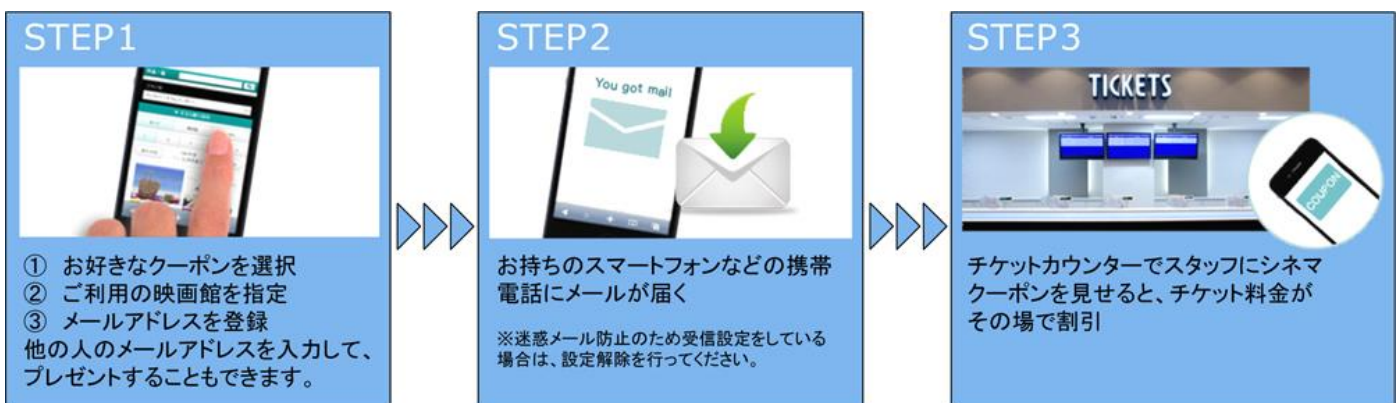 STEP1
① お好きなクーポンを選択
② ご利用の映画館を指定
③ メールアドレスを登録
他の人のメールアドレスを入力して、
プレゼントすることもできます。
STEP2
You got mail
お持ちのスマートフォンなどの携帯
電話にメールが届く
※迷惑メール防止のため受信設定をしている
場合は、設定解除を行ってください。
STEP3
TICKETS
COUPON
チケットカウンターでスタッフにシネマ
クーポンを見せると、チケット料金が
その場で割引